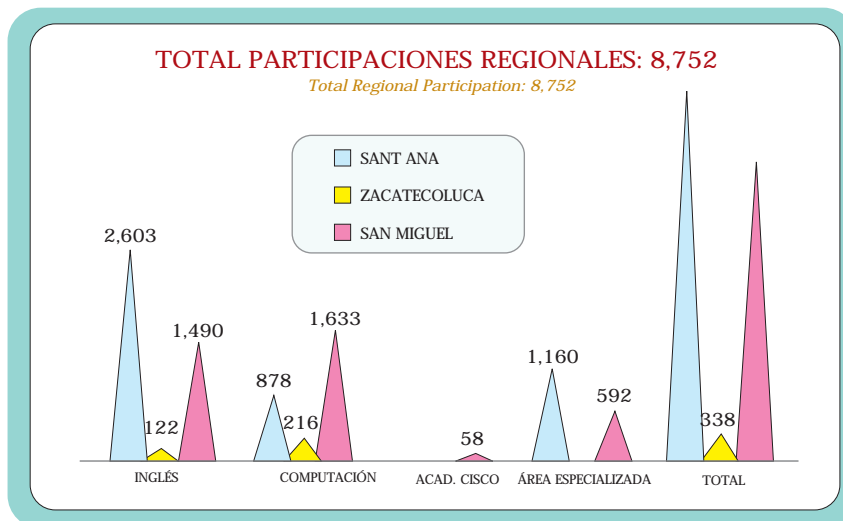 TOTAL PARTICIPACIONES REGIONALES: 8,752
Total Regional Participation: 8,752
SANT ANA
ZACATECOLUCA
SAN MIGUEL
2,603
122
1,490
878
216
1,633
58
1,160
592
338
INGLÉS
COMPUTACIÓN
ACAD. CISCO
ÁREA ESPECIALIZADA
TOTAL